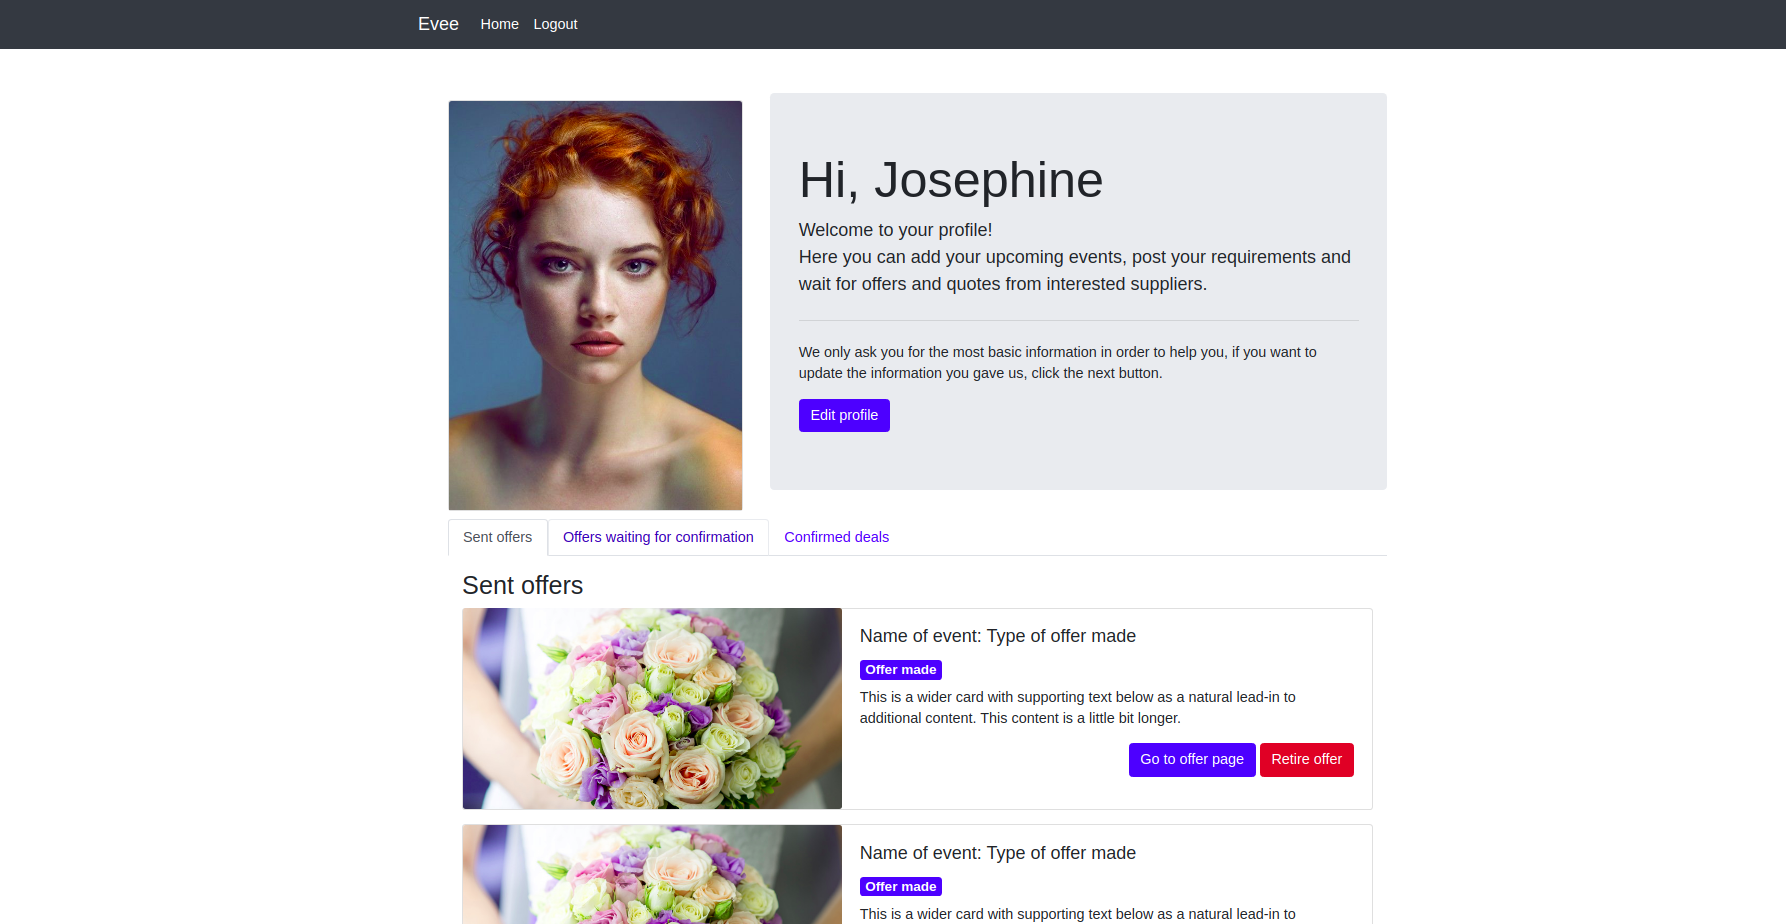 Evee Home Logout
Hi, Josephine
Welcome to your profile!
Here you can add your upcoming events, post your requirements and
wait for offers and quotes from interested suppliers.
We only ask you for the most basic information in order to help you, if you want to
update the information you gave us, click the next button.
Edit profile
Sent offers Offers waiting for confirmation Confirmed deals
Sent offers
Name of event: Type of offer made
Offer made
This is a wider card with supporting text below as a natural lead-in to
additional content. This content is a little bit longer.
Go to offer page Retire offer
Name of event: Type of offer made
Offer made
This is a wider card with supporting text below as a natural lead-in to